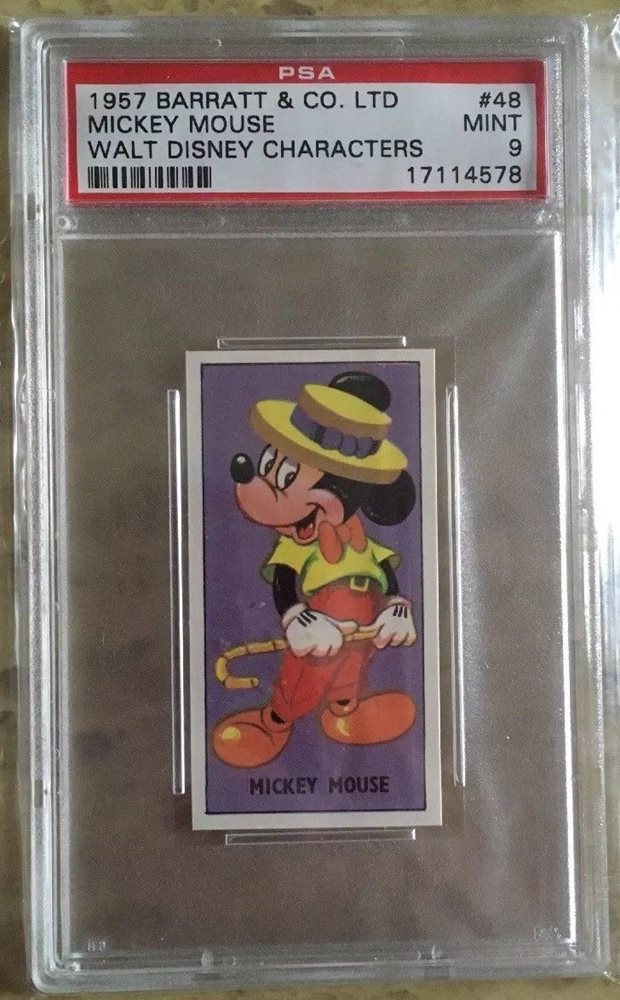 PSA
1957 BARRATT & CO. LTD #48
MICKEY MOUSE MINT
WALT DISNEY CHARACTERS 9
17114578
MICKEY MOUSE